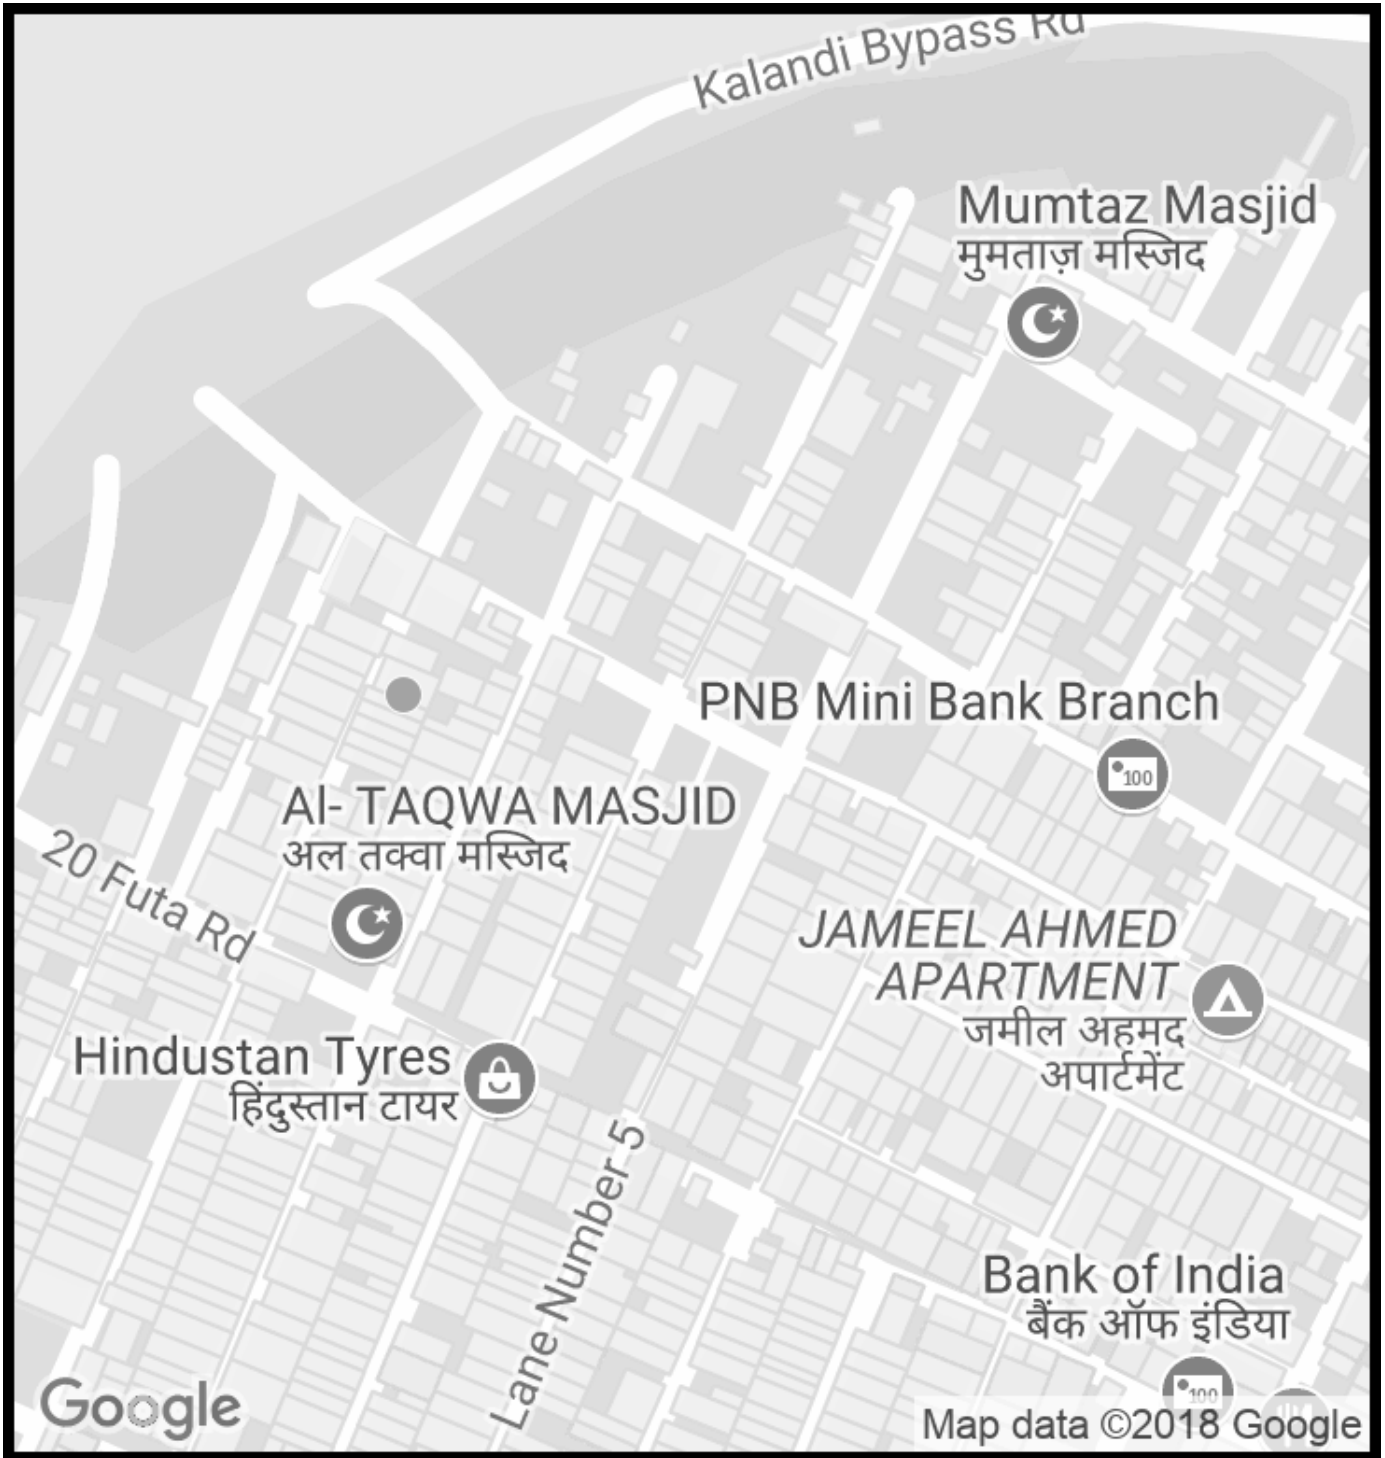 Kalandi Bypass Rd
Mumtaz Masjid
मुमताज़ मस्जिद
PNB Mini Bank Branch
100
Al- TAQWA MASJID
अल तक्वा मस्जिद
20 Futa Rd
JAMEEL AHMED
APARTMENT
जमील अहमद
अपार्टमेंट
Hindustan Tyres
हिंदुस्तान टायर
Lane Number 5
Bank of India
बैंक ऑफ इंडिया
100
Google
Map data ©2018 Google